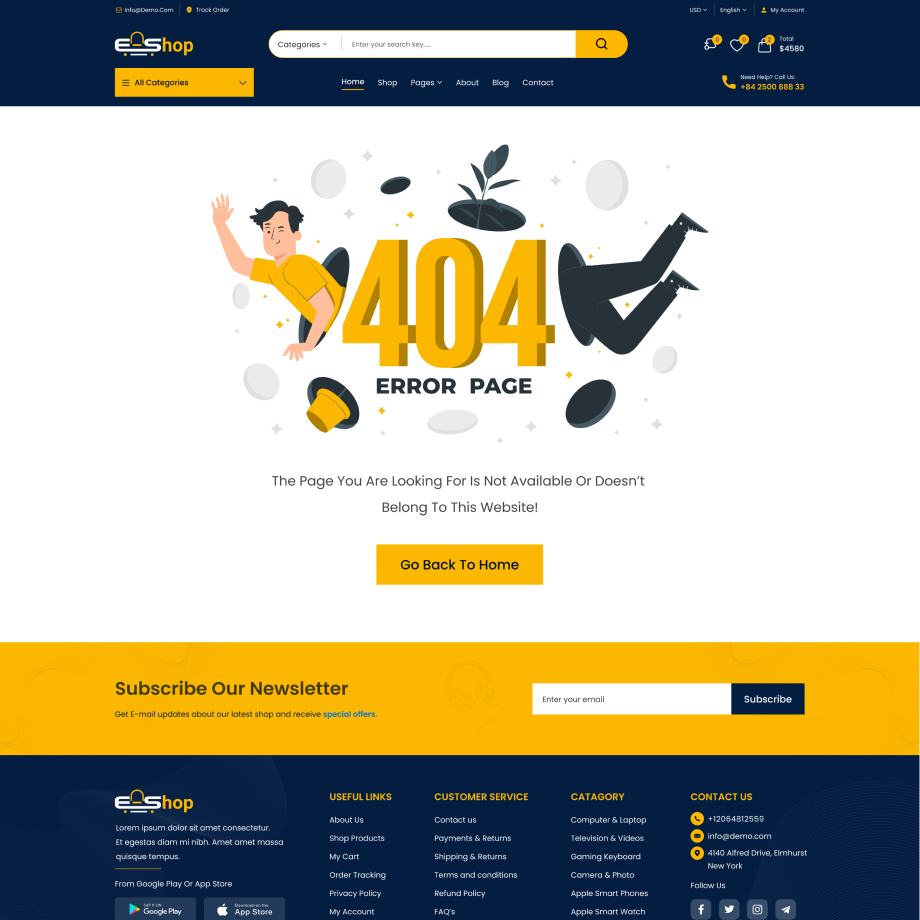 Info@Demo.Com
Track Order
USD
English
My Account
E-Shop
Categories
Enter your search key....
0
0
2
Total
$4580
All Categories
Home
Shop
Pages
About
Blog
Contact
Need Help? Call Us:
+84 2500 888 33
404
ERROR PAGE
The Page You Are Looking For Is Not Available Or Doesn't
Belong To This Website!
Go Back To Home
Subscribe Our Newsletter
Get E-mail updates about our latest shop and receive special offers.
Enter your email
Subscribe
E-Shop
Lorem ipsum dolor sit amet consectetur.
Et egestas diam mi nibh. Amet amet massa
quisque tempus.
From Google Play Or App Store
GET IT ON
Google Play
Download on the
App Store
USEFUL LINKS
About Us
Shop Products
My Cart
Order Tracking
Privacy Policy
My Account
CUSTOMER SERVICE
Contact us
Payments & Returns
Shipping & Returns
Terms and conditions
Refund Policy
FAQ's
CATAGORY
Computer & Laptop
Television & Videos
Gaming Keyboard
Camera & Photo
Apple Smart Phones
Apple Smart Watch
CONTACT US
+12064812559
info@demo.com
4140 Alfred Drive, Elmhurst
New York
Follow Us